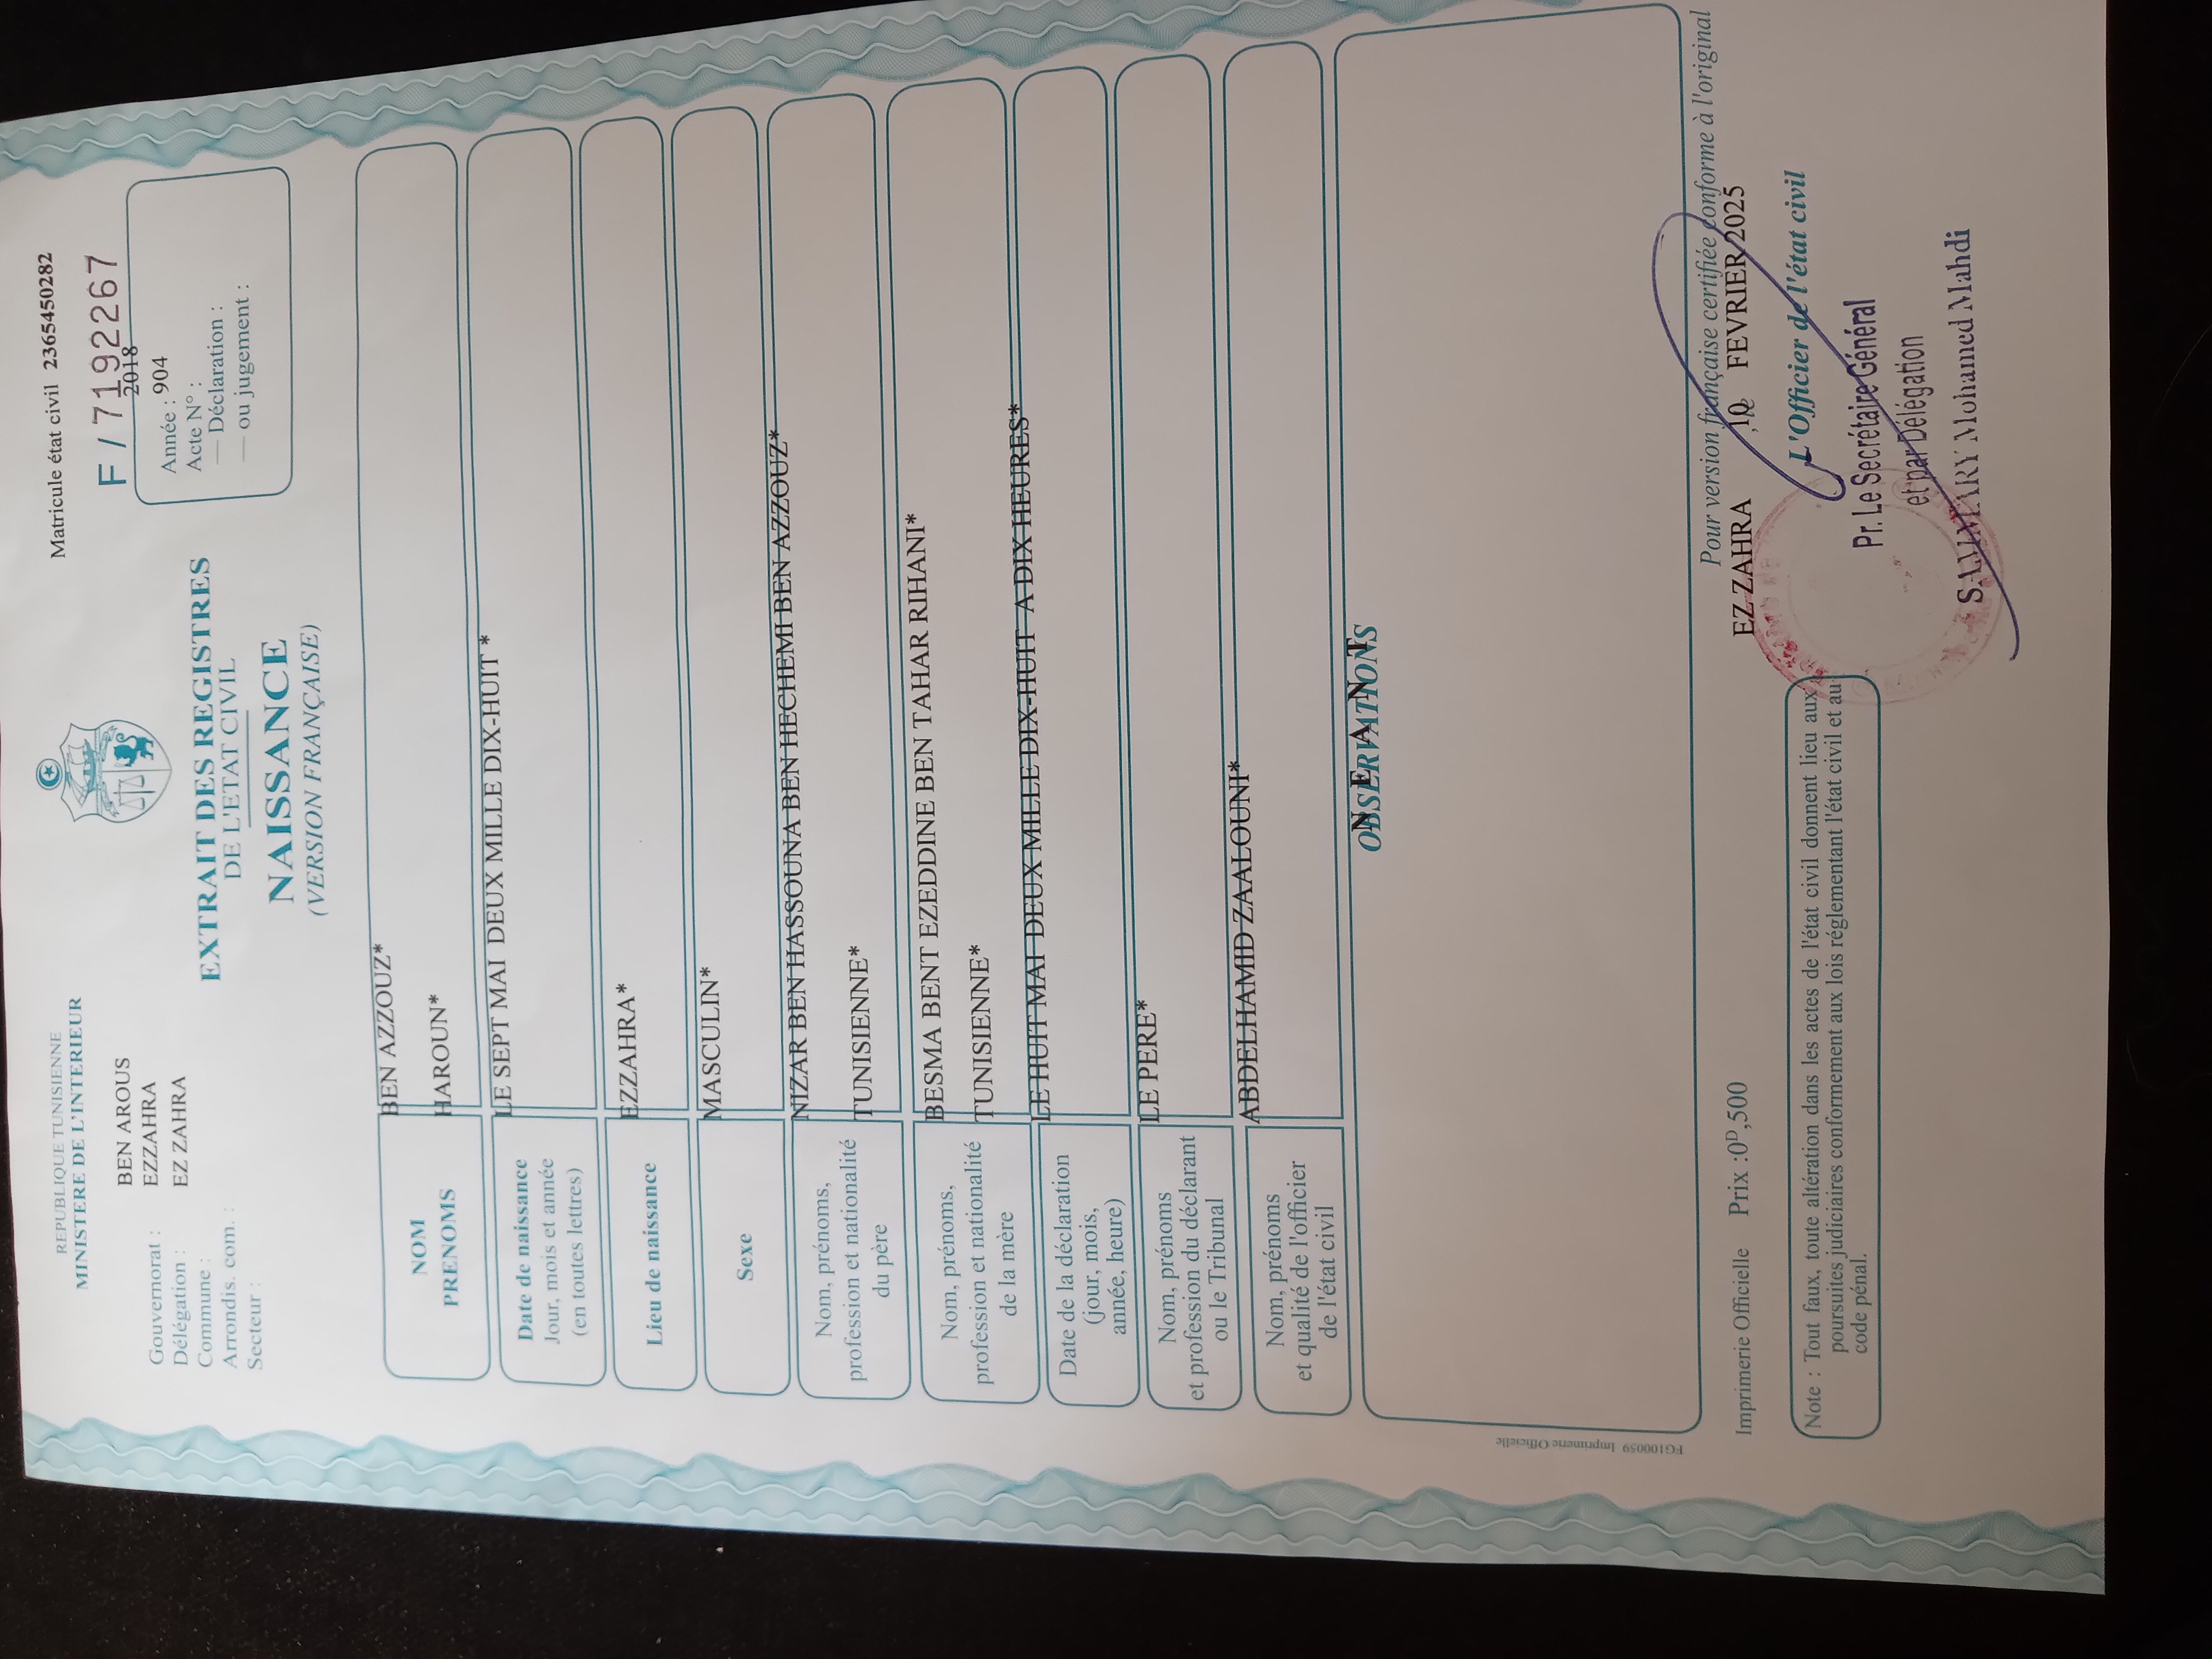 REPUBLIQUE TUNISIENNE
MINISTERE DE L'INTERIEUR
Matricule état civil 2365450282
F / 7192267
Gouvernorat : BEN AROUS
Délégation : EZZAHRA
Commune : EZ ZAHRA
Arrondis. com. :
Secteur :
2018
Année : 904
Acte N° :
— Déclaration :
— ou jugement :
EXTRAIT DES REGISTRES
DE L'ETAT CIVIL
NAISSANCE
(VERSION FRANÇAISE)
NOM
BEN AZZOUZ*
PRENOMS
HAROUN*
Date de naissance
Jour, mois et année
(en toutes lettres)
LE SEPT MAI DEUX MILLE DIX-HUIT *
Lieu de naissance
EZZAHRA*
Sexe
MASCULIN*
Nom, prénoms,
profession et nationalité
du père
NIZAR BEN HASSOUNA BEN HECHEMI BEN AZZOUZ*
TUNISIENNE*
Nom, prénoms,
profession et nationalité
de la mère
BESMA BENT EZEDDINE BEN TAHAR RIHANI*
TUNISIENNE*
Date de la déclaration
(jour, mois,
année, heure)
LE HUIT MAI DEUX MILLE DIX-HUIT A DIX HEURES*
Nom, prénoms
et profession du déclarant
ou le Tribunal
LE PERE*
Nom, prénoms
et qualité de l'officier
de l'état civil
ABDELHAMID ZAALOUNI*
OBSERVATIONS
N E A N T
FG100059 Imprimerie Officielle
Pour version française certifiée conforme à l'original
Imprimerie Officielle Prix :0D,500
EZ ZAHRA ,le 10 FEVRIER 2025
L'Officier de l'état civil
Pr. Le Secrétaire Général
et par Délégation
SAMMARY Mohamed Mahdi
Note : Tout faux, toute altération dans les actes de l'état civil donnent lieu aux
poursuites judiciaires conformement aux lois réglementant l'état civil et au
code pénal.